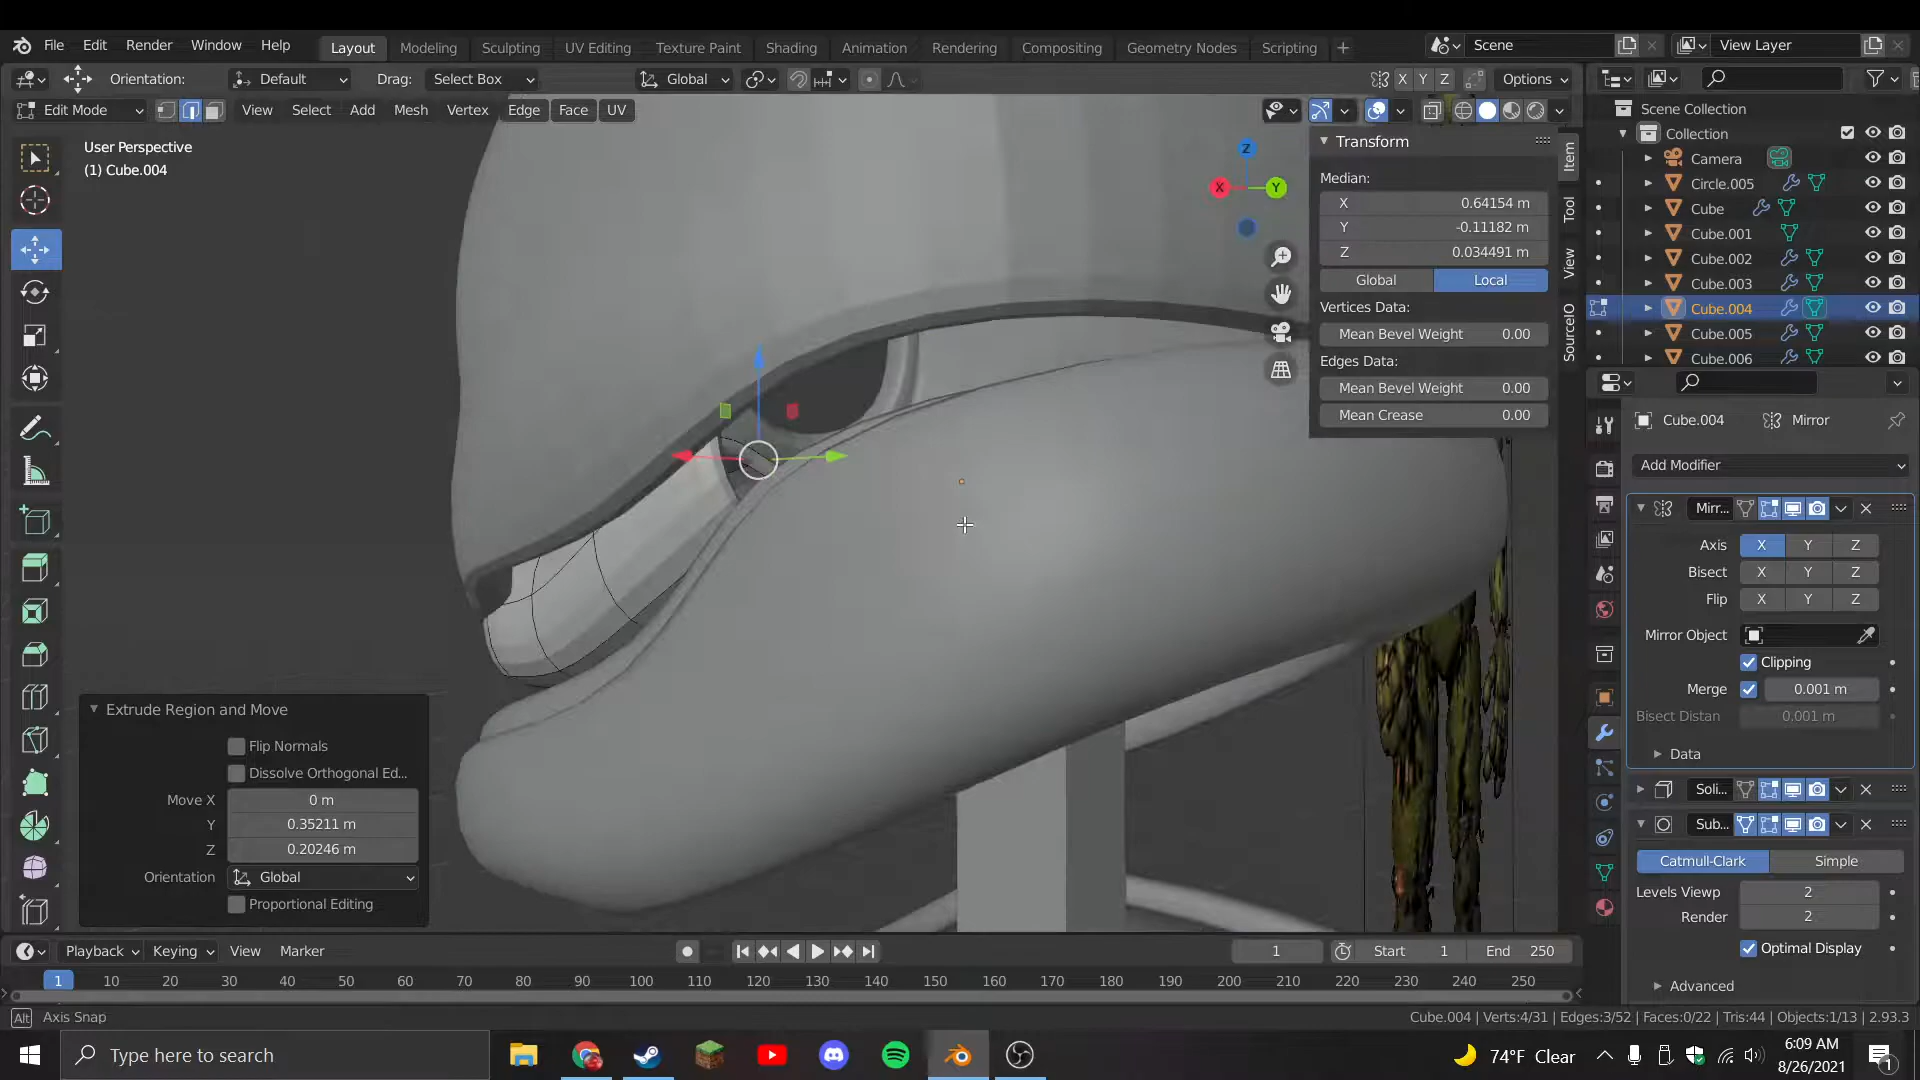 File Edit Render Window Help Layout Modeling Sculpting UV Editing Texture Paint Shading Animation Rendering Compositing Geometry Nodes Scripting + Scene View Layer
Orientation: Default Drag: Select Box Global X Y Z Options
Edit Mode View Select Add Mesh Vertex Edge Face UV
User Perspective
(1) Cube.004
Z
X
Y
Transform
Median:
X 0.64154 m
Y -0.11182 m
Z 0.034491 m
Global Local
Vertices Data:
Mean Bevel Weight 0.00
Edges Data:
Mean Bevel Weight 0.00
Mean Crease 0.00
Item
Tool
View
SourceIO
Scene Collection
Collection
Camera
Circle.005
Cube
Cube.001
Cube.002
Cube.003
Cube.004
Cube.005
Cube.006
Cube.004 Mirror
Add Modifier
Mirr...
Axis X Y Z
Bisect X Y Z
Flip X Y Z
Mirror Object
Clipping
Merge 0.001 m
Bisect Distan 0.001 m
Data
Soli...
Sub...
Catmull-Clark Simple
Levels Viewp 2
Render 2
Optimal Display
Advanced
Extrude Region and Move
Flip Normals
Dissolve Orthogonal Ed...
Move X 0 m
Y 0.35211 m
Z 0.20246 m
Orientation Global
Proportional Editing
Playback Keying View Marker 1 Start 1 End 250
1 10 20 30 40 50 60 70 80 90 100 110 120 130 140 150 160 170 180 190 200 210 220 230 240 250
Alt Axis Snap Cube.004 | Verts:4/31 | Edges:3/52 | Faces:0/22 | Tris:44 | Objects:1/13 | 2.93.3
Type here to search 74°F Clear 6:09 AM
8/26/2021
1